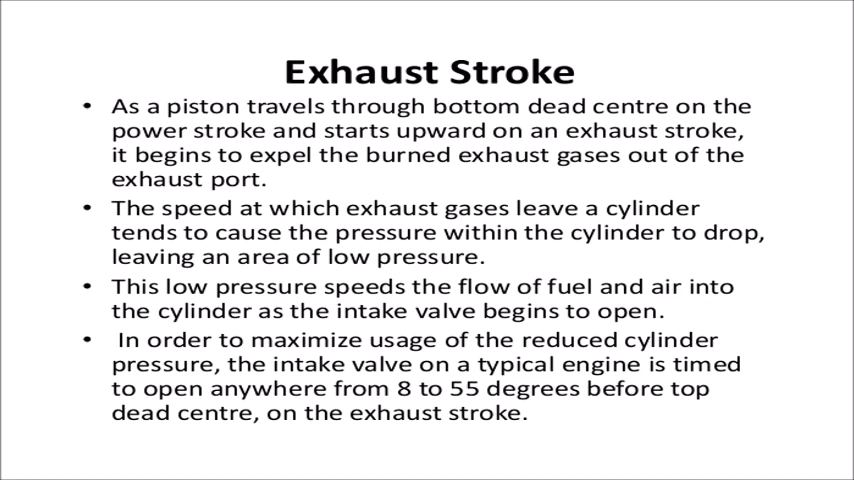 Exhaust Stroke
• As a piston travels through bottom dead centre on the
power stroke and starts upward on an exhaust stroke,
it begins to expel the burned exhaust gases out of the
exhaust port.
• The speed at which exhaust gases leave a cylinder
tends to cause the pressure within the cylinder to drop,
leaving an area of low pressure.
• This low pressure speeds the flow of fuel and air into
the cylinder as the intake valve begins to open.
• In order to maximize usage of the reduced cylinder
pressure, the intake valve on a typical engine is timed
to open anywhere from 8 to 55 degrees before top
dead centre, on the exhaust stroke.